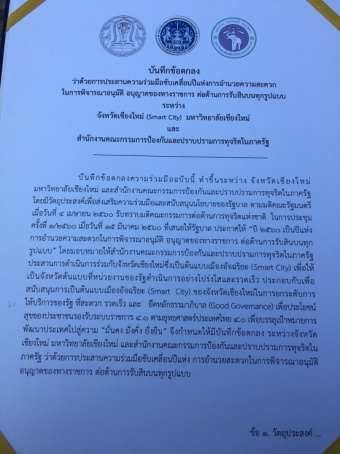 บันทึกข้อตกลง
ว่าด้วยการประสานความร่วมมือขับเคลื่อนปีแห่งการอำนวยความสะดวก
ในการพิจารณาอนุมัติ อนุญาตของทางราชการ ต่อต้านการรับสินบนทุกรูปแบบ
ระหว่าง
จังหวัดเชียงใหม่ (Smart City) มหาวิทยาลัยเชียงใหม่
และ
สำนักงานคณะกรรมการป้องกันและปราบปรามการทุจริตในภาครัฐ
บันทึกข้อตกลงความร่วมมือฉบับนี้ ทำขึ้นระหว่าง จังหวัดเชียงใหม่
มหาวิทยาลัยเชียงใหม่ และสำนักงานคณะกรรมการป้องกันและปราบปรามการทุจริตในภาครัฐ
โดยมีวัตถุประสงค์เพื่อส่งเสริมความร่วมมือและสนับสนุนนโยบายของรัฐบาล ตามมติคณะรัฐมนตรี
เมื่อวันที่ ๔ เมษายน ๒๕๖๐ รับทราบมติคณะกรรมการต่อต้านการทุจริตแห่งชาติ ในการประชุม
ครั้งที่ ๑/๒๕๖๐ เมื่อวันที่ ๑๕ มีนาคม ๒๕๖๐ ที่เสนอให้รัฐบาล ประกาศให้ "ปี ๒๕๖๐ เป็นปีแห่ง
การอำนวยความสะดวกในการพิจารณาอนุมัติ อนุญาตของทางราชการ ต่อต้านการรับสินบนทุก
รูปแบบ" โดยมอบหมายให้สำนักงานคณะกรรมการป้องกันและปราบปรามการทุจริตในภาครัฐ
ประสานการดำเนินการร่วมกับจังหวัดเชียงใหม่ซึ่งเป็นต้นแบบเมืองอัจฉริยะ (Smart City) เพื่อให้
เป็นจังหวัดต้นแบบที่หน่วยงานของรัฐดำเนินการอย่างโปร่งใสและรวดเร็ว ประกอบกับเพื่อ
สนับสนุนการเป็นต้นแบบเมืองอัจฉริยะ (Smart City) ของจังหวัดเชียงใหม่ในการยกระดับการ
ให้บริการของรัฐ ที่สะดวก รวดเร็ว และ ยึดหลักธรรมาภิบาล (Good Governance) เพื่อประโยชน์
สุขของประชาชนรองรับระบบราชการ ๔.๐ ตามยุทธศาสตร์ประเทศไทย ๔.๐ เพื่อบรรลุเป้าหมายการ
พัฒนาประเทศไปสู่ความ "มั่นคง มั่งคั่ง ยั่งยืน" จึงกำหนดให้มีบันทึกข้อตกลง ระหว่างจังหวัด
เชียงใหม่ มหาวิทยาลัยเชียงใหม่ และสำนักงานคณะกรรมการป้องกันและปราบปรามการทุจริตใน
ภาครัฐ ว่าด้วยการประสานความร่วมมือขับเคลื่อนปีแห่ง การอำนวยความสะดวกในการพิจารณาอนุมัติ
อนุญาตของทางราชการ ต่อต้านการรับสินบนทุกรูปแบบ
ข้อ ๑. วัตถุประสงค์ ...